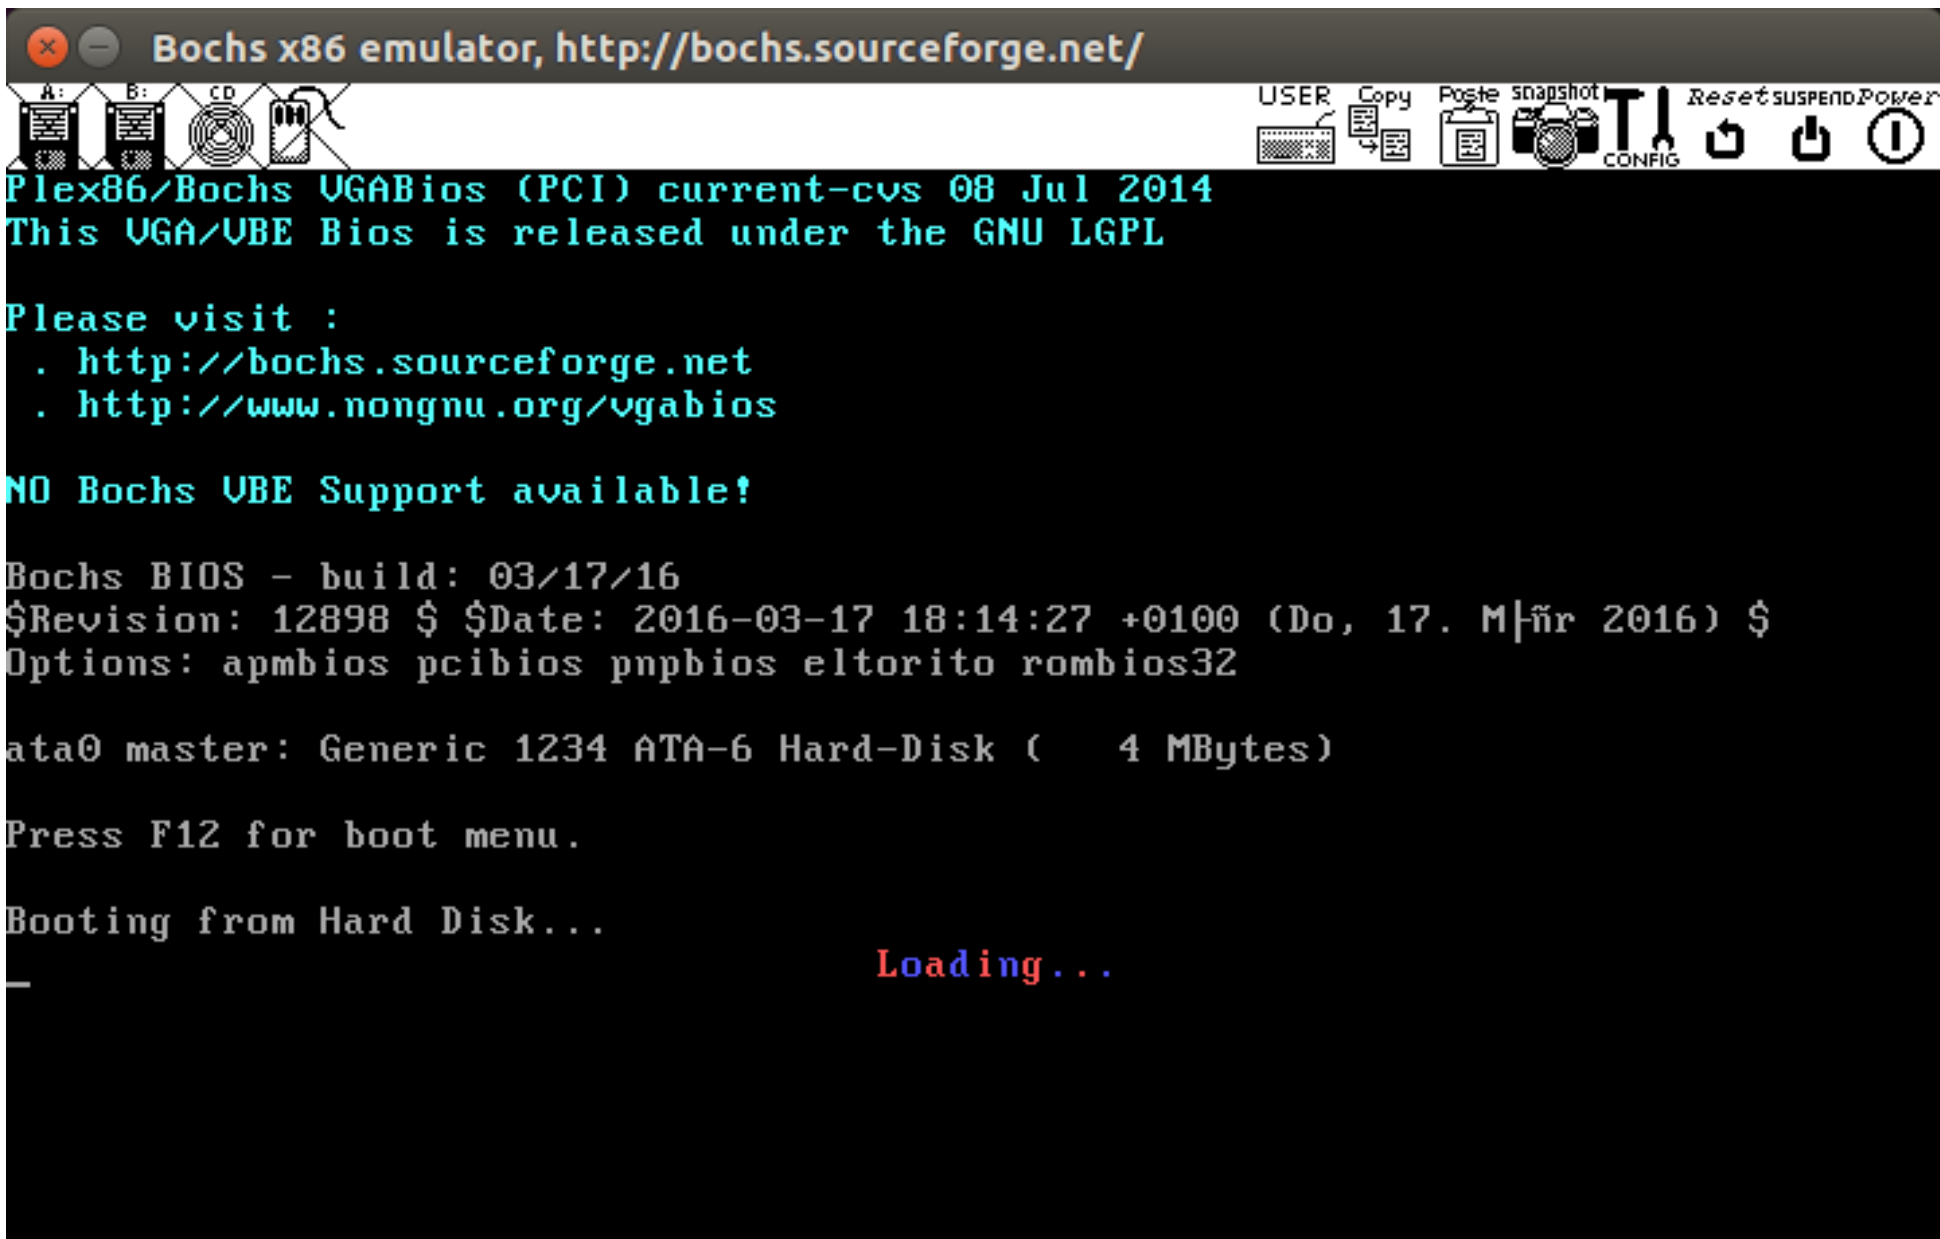 Bochs x86 emulator, http://bochs.sourceforge.net/
A: B: CD USER Copy Paste snapshot CONFIG Reset SUSPEND Power
Plex86/Bochs VGABios (PCI) current-cvs 08 Jul 2014
This VGA/VBE Bios is released under the GNU LGPL
Please visit :
. http://bochs.sourceforge.net
. http://www.nongnu.org/vgabios
NO Bochs VBE Support available!
Bochs BIOS - build: 03/17/16
$Revision: 12898 $ $Date: 2016-03-17 18:14:27 +0100 (Do, 17. M├ñr 2016) $
Options: apmbios pcibios pnpbios eltorito rombios32
ata0 master: Generic 1234 ATA-6 Hard-Disk (   4 MBytes)
Press F12 for boot menu.
Booting from Hard Disk...
Loading...
_